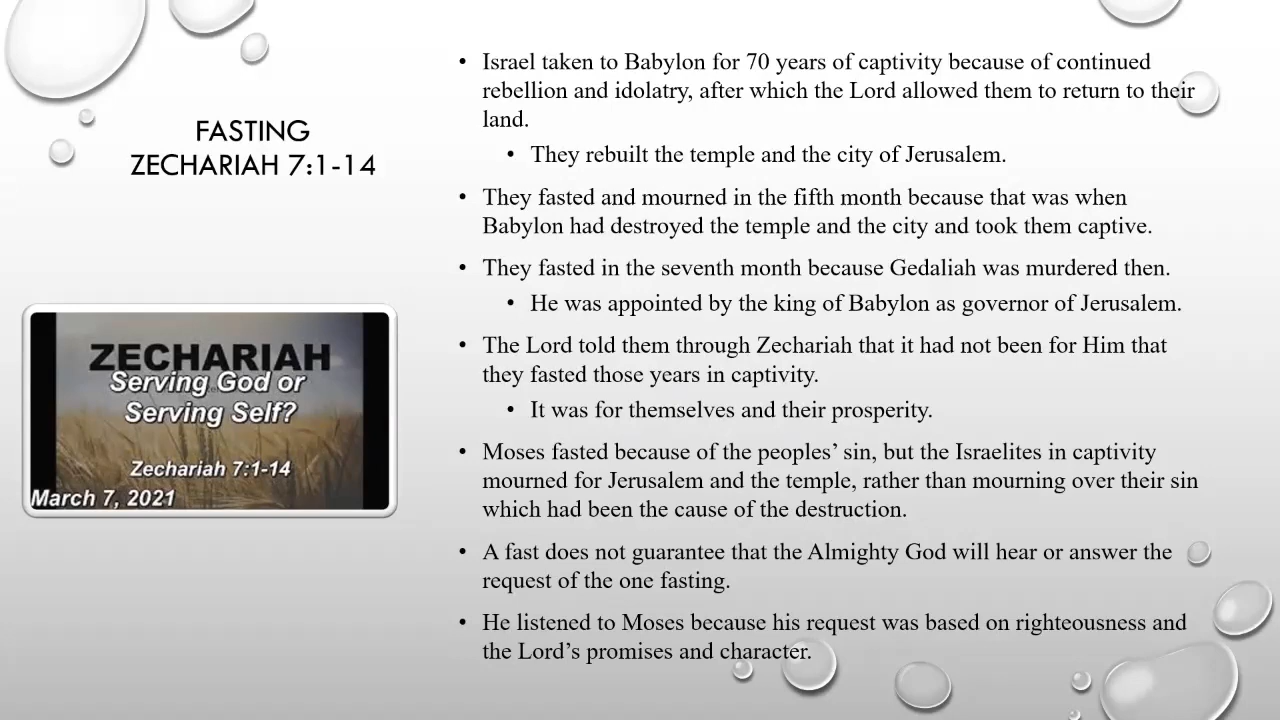 FASTING
ZECHARIAH 7:1-14
ZECHARIAH
Serving God or
Serving Self?
Zechariah 7:1-14
March 7, 2021
• Israel taken to Babylon for 70 years of captivity because of continued
rebellion and idolatry, after which the Lord allowed them to return to their
land.
• They rebuilt the temple and the city of Jerusalem.
• They fasted and mourned in the fifth month because that was when
Babylon had destroyed the temple and the city and took them captive.
• They fasted in the seventh month because Gedaliah was murdered then.
• He was appointed by the king of Babylon as governor of Jerusalem.
• The Lord told them through Zechariah that it had not been for Him that
they fasted those years in captivity.
• It was for themselves and their prosperity.
• Moses fasted because of the peoples’ sin, but the Israelites in captivity
mourned for Jerusalem and the temple, rather than mourning over their sin
which had been the cause of the destruction.
• A fast does not guarantee that the Almighty God will hear or answer the
request of the one fasting.
• He listened to Moses because his request was based on righteousness and
the Lord’s promises and character.